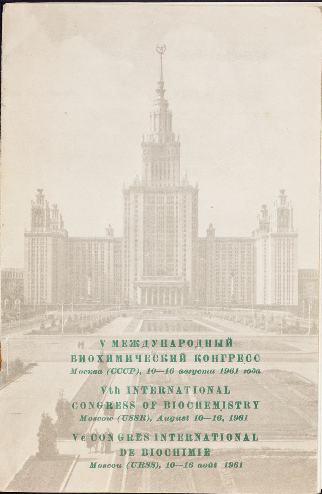 V МЕЖДУНАРОДНЫЙ
БИОХИМИЧЕСКИЙ КОНГРЕСС
Москва (СССР), 10—16 августа 1961 года
Vth INTERNATIONAL
CONGRESS OF BIOCHEMISTRY
Moscow (USSR), August 10—16, 1961
Ve CONGRÈS INTERNATIONAL
DE BIOCHIMIE
Moscou (URSS), 10—16 août 1961